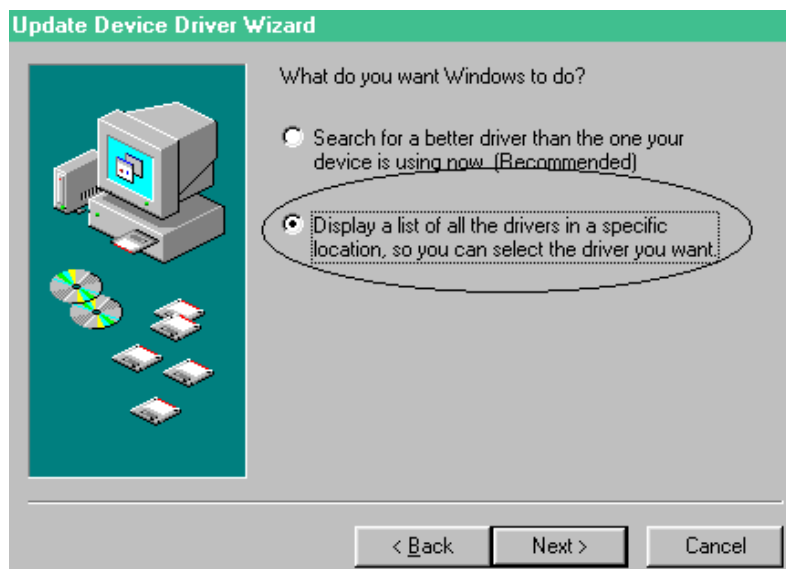 Update Device Driver Wizard
What do you want Windows to do?
Search for a better driver than the one your
device is using now. (Recommended)
Display a list of all the drivers in a specific
location, so you can select the driver you want.
< Back
Next >
Cancel